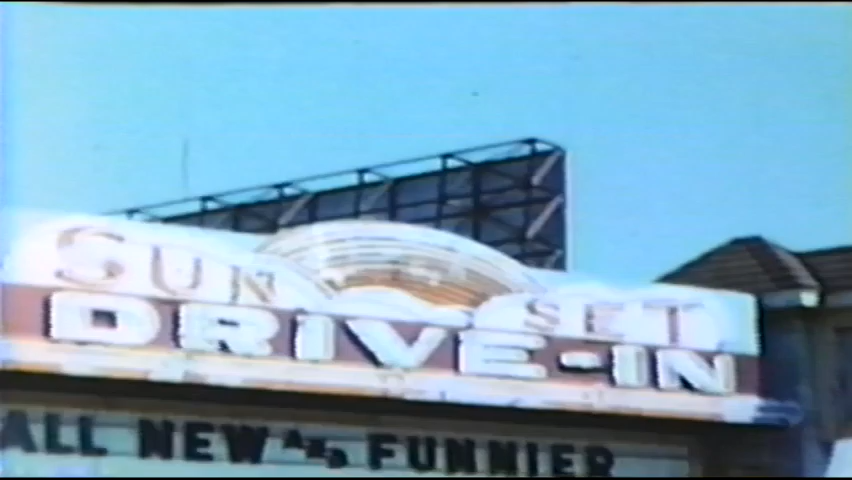 SUN SET
DRIVE-IN
ALL NEW AND FUNNIER